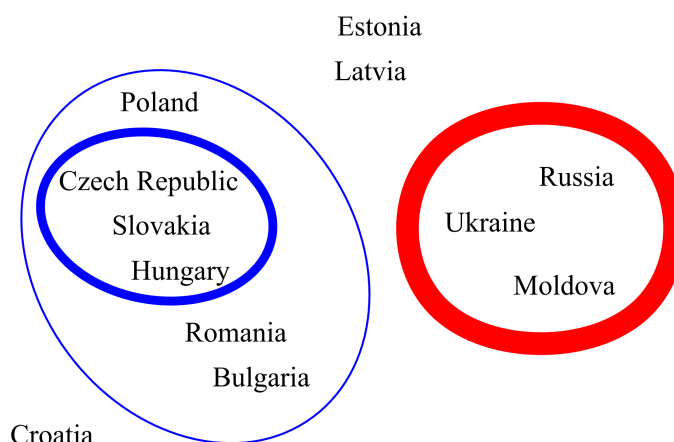 Estonia
Latvia
Poland
Czech Republic
Slovakia
Hungary
Romania
Bulgaria
Croatia
Russia
Ukraine
Moldova